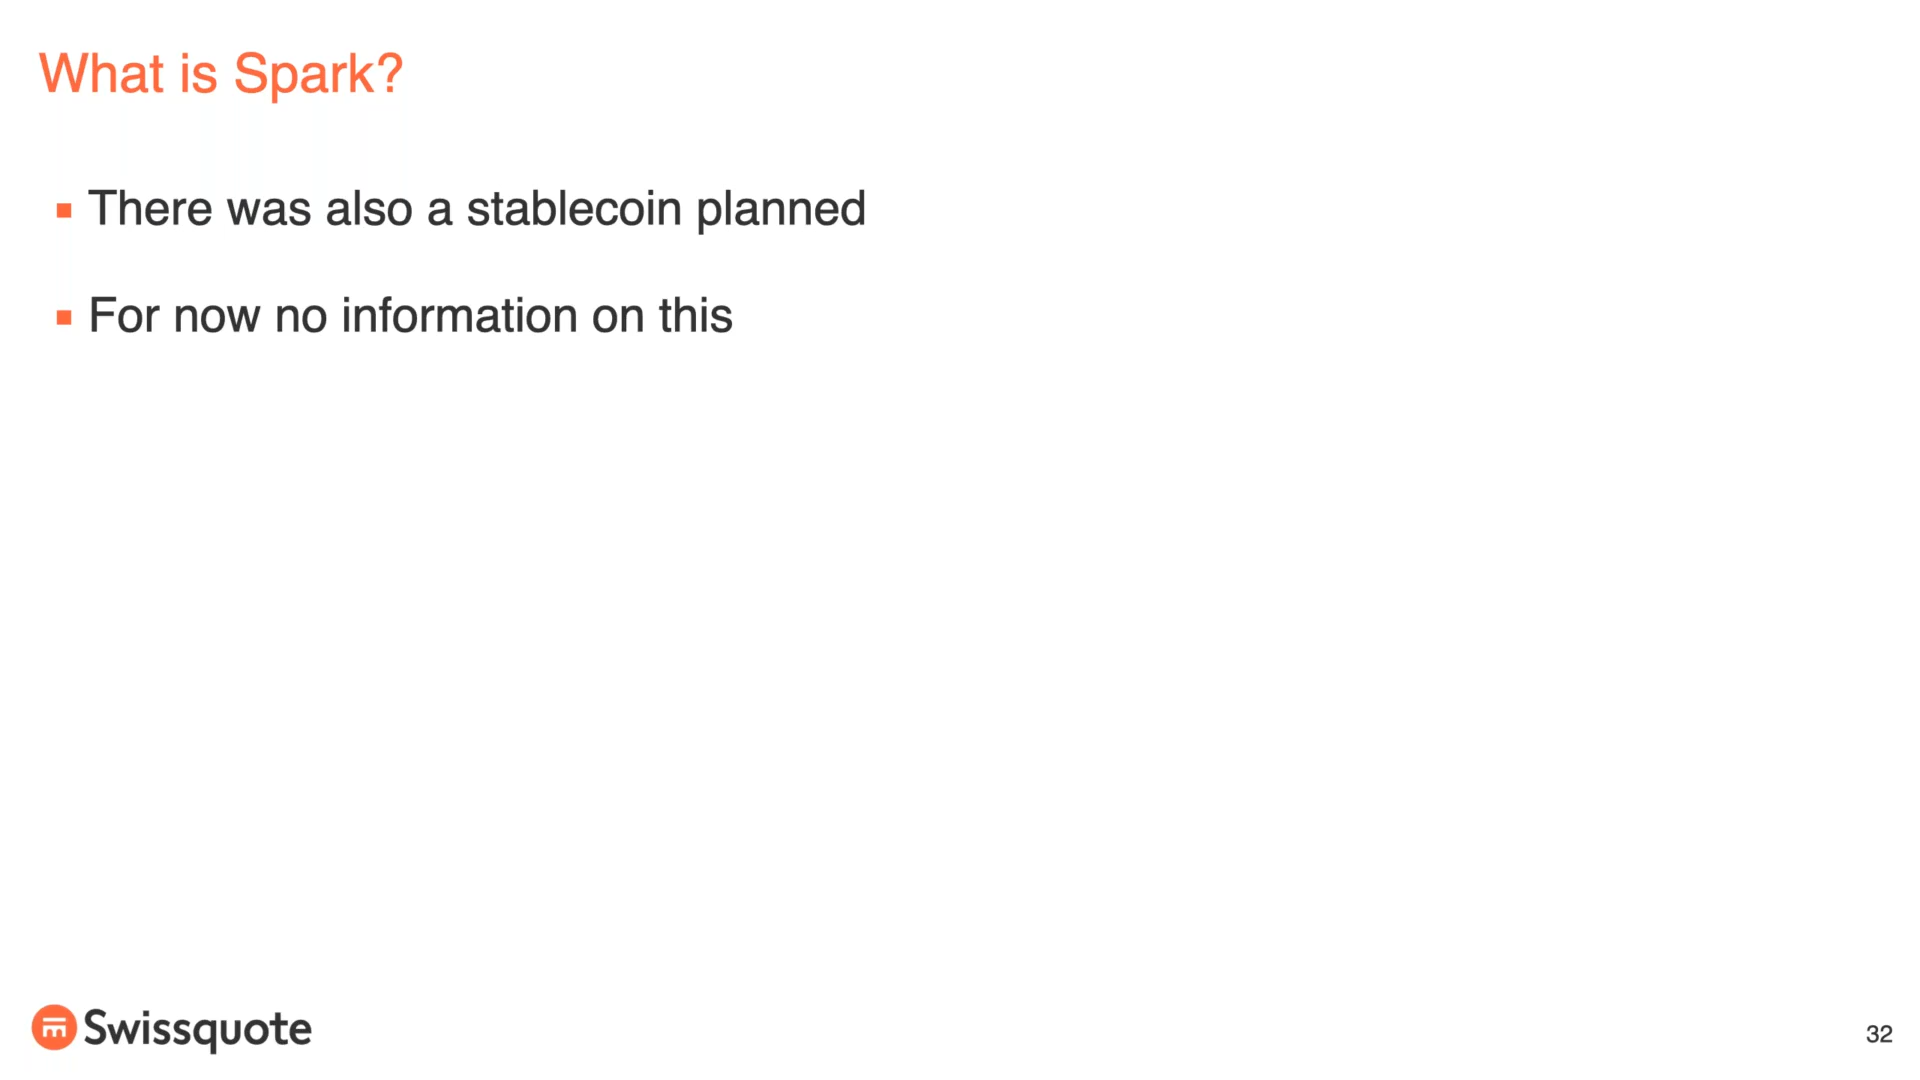 What is Spark?
There was also a stablecoin planned
For now no information on this
Swissquote
32